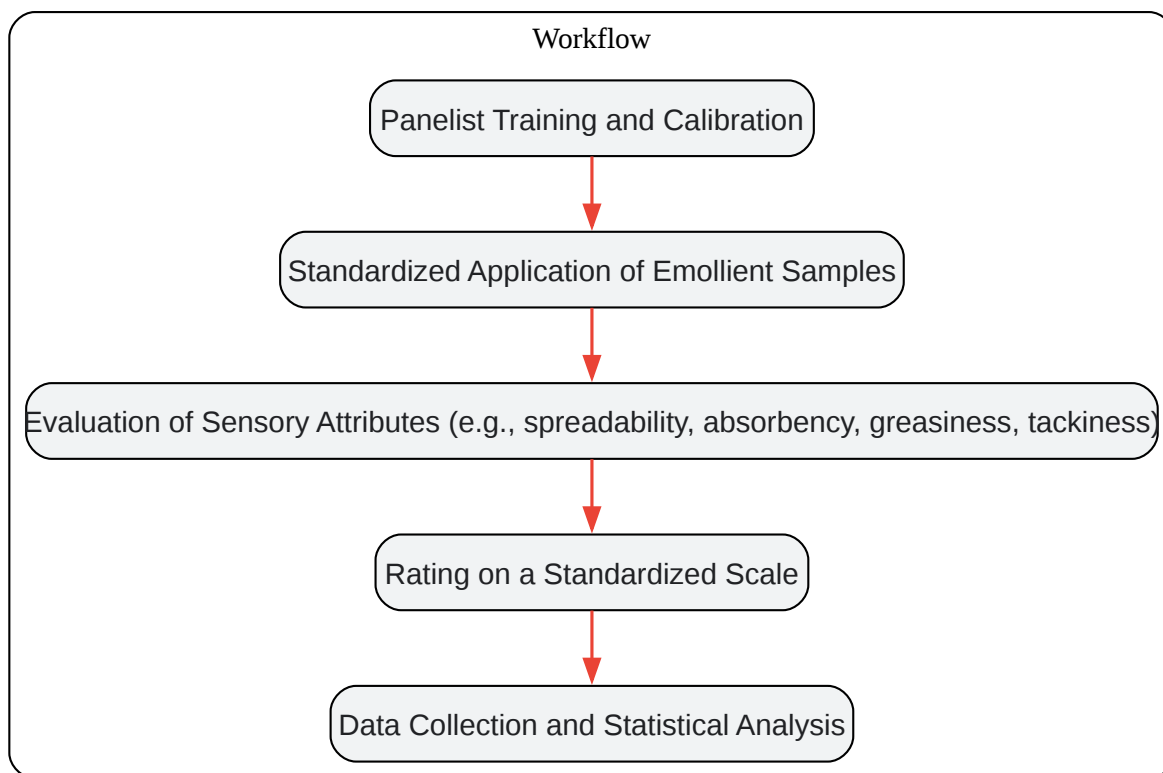 Workflow
Panelist Training and Calibration
Standardized Application of Emollient Samples
Evaluation of Sensory Attributes (e.g., spreadability, absorbency, greasiness, tackiness)
Rating on a Standardized Scale
Data Collection and Statistical Analysis